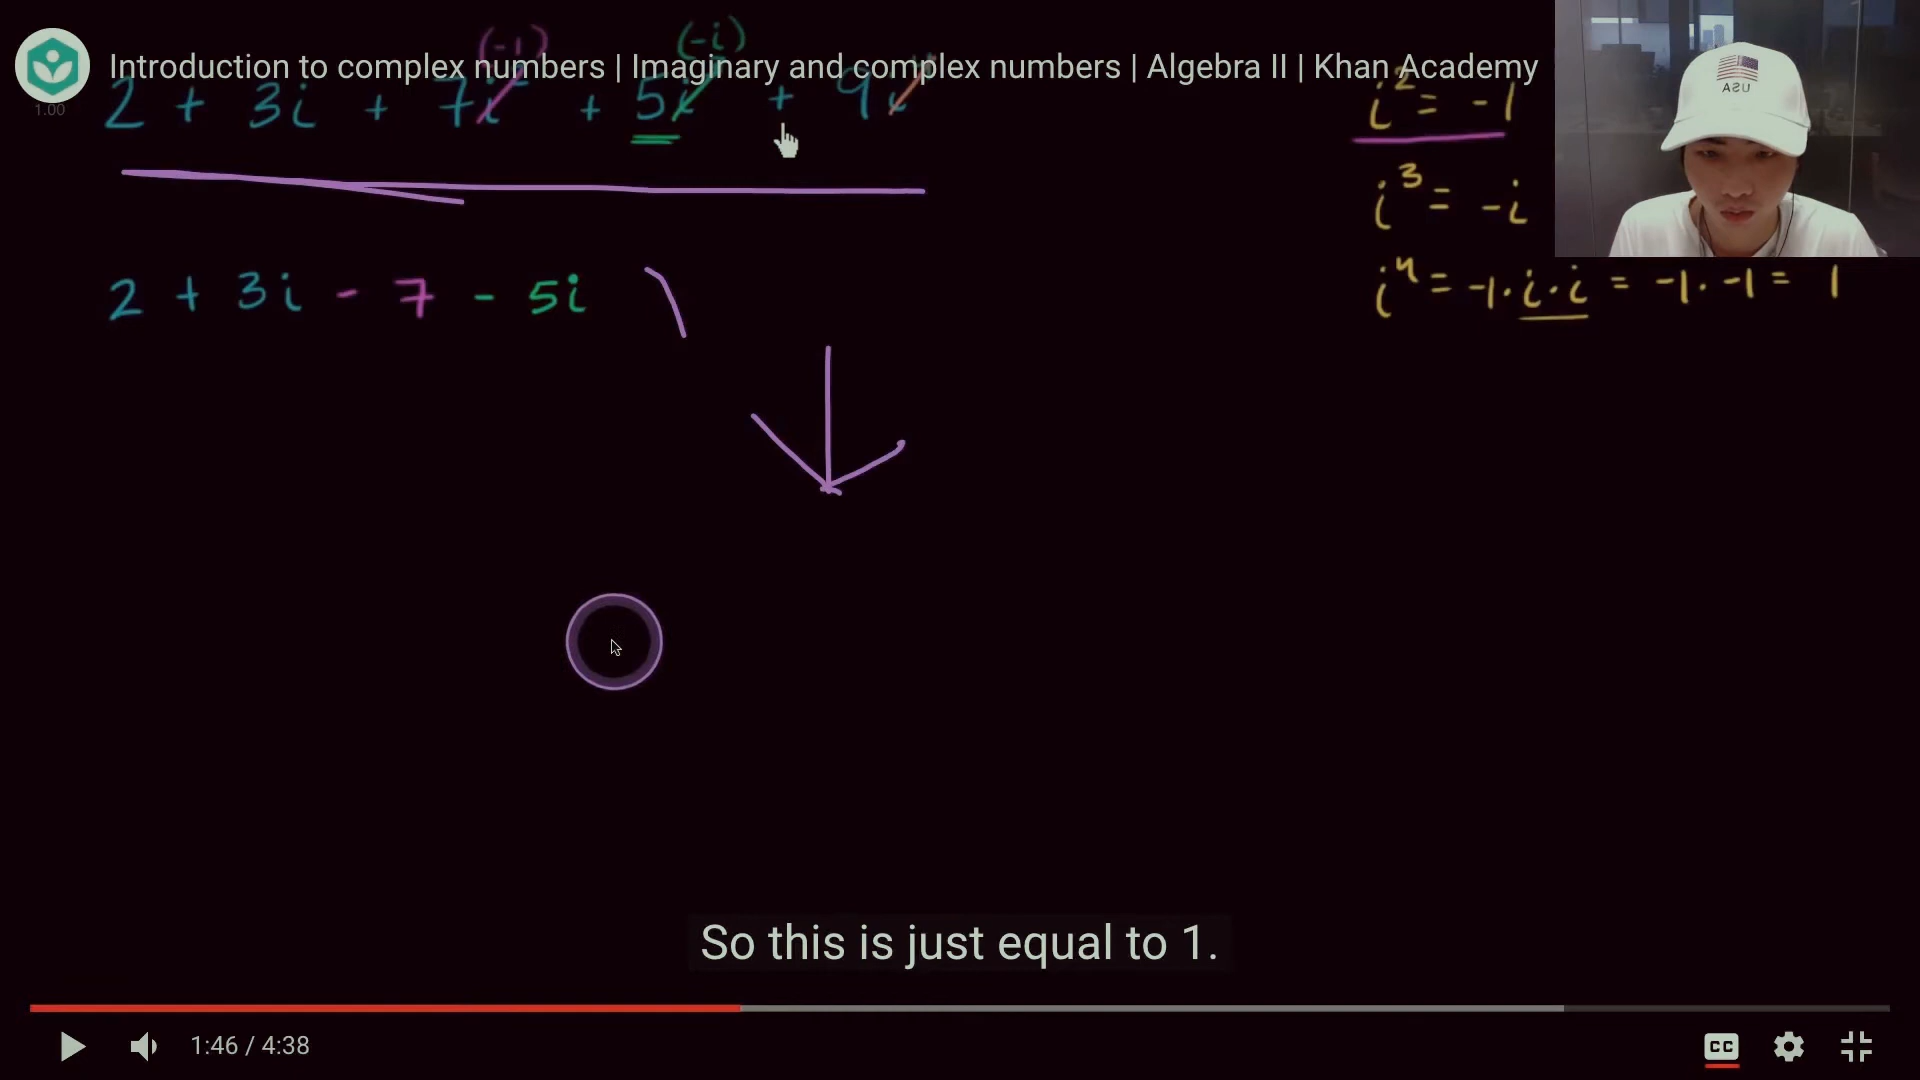 Introduction to complex numbers | Imaginary and complex numbers | Algebra II | Khan Academy
1.00
(-1) (-i)
2 + 3i + 7i + 5i + 9i
i² = -1
i³ = -i
2 + 3i - 7 - 5i
i⁴ = -1·i·i = -1·-1 = 1
USA
So this is just equal to 1.
1:46 / 4:38
CC